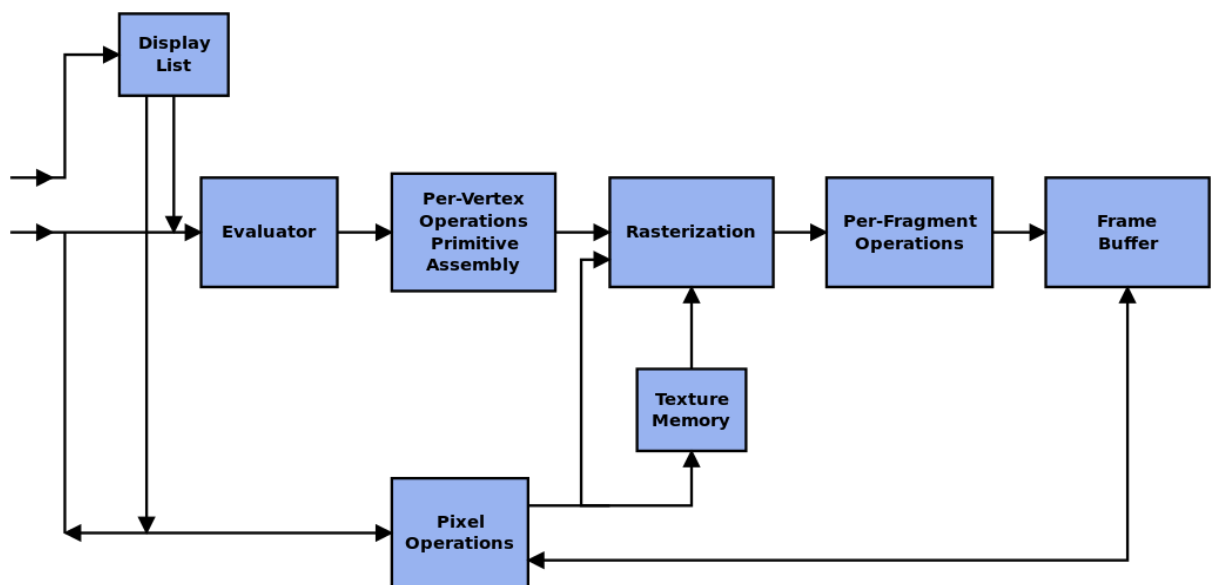 Display
List
Evaluator
Per-Vertex
Operations
Primitive
Assembly
Rasterization
Per-Fragment
Operations
Frame
Buffer
Texture
Memory
Pixel
Operations